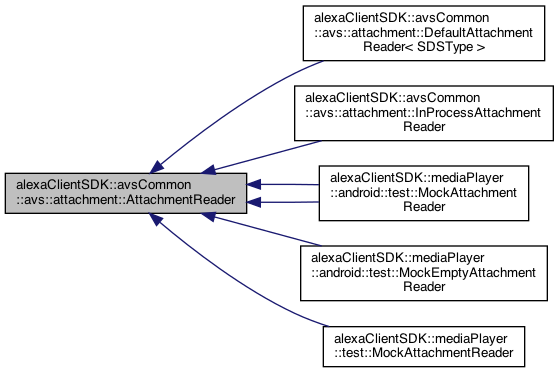 alexaClientSDK::avsCommon
::avs::attachment::DefaultAttachment
Reader< SDSType >
alexaClientSDK::avsCommon
::avs::attachment::InProcessAttachment
Reader
alexaClientSDK::avsCommon
::avs::attachment::AttachmentReader
alexaClientSDK::mediaPlayer
::android::test::MockAttachment
Reader
alexaClientSDK::mediaPlayer
::android::test::MockEmptyAttachment
Reader
alexaClientSDK::mediaPlayer
::test::MockAttachmentReader